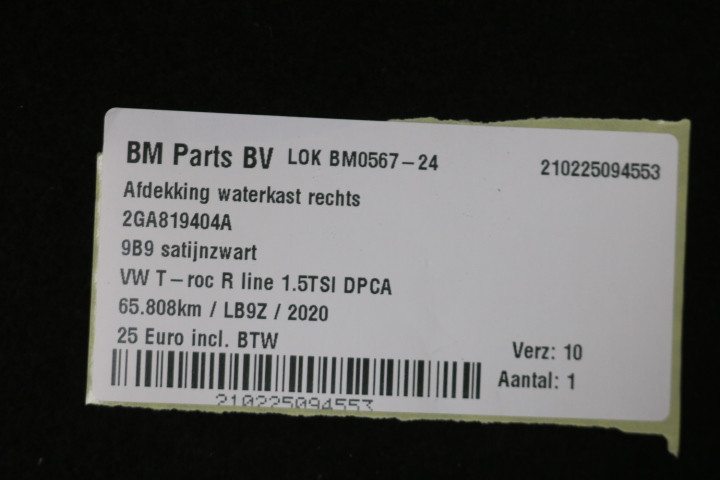 BM Parts BV LOK BM0567-24 210225094553
Afdekking waterkast rechts
2GA819404A
9B9 satijnzwart
VW T-roc R line 1.5TSI DPCA
65.808km / LB9Z / 2020
25 Euro incl. BTW
Verz: 10
Aantal: 1
210225094553